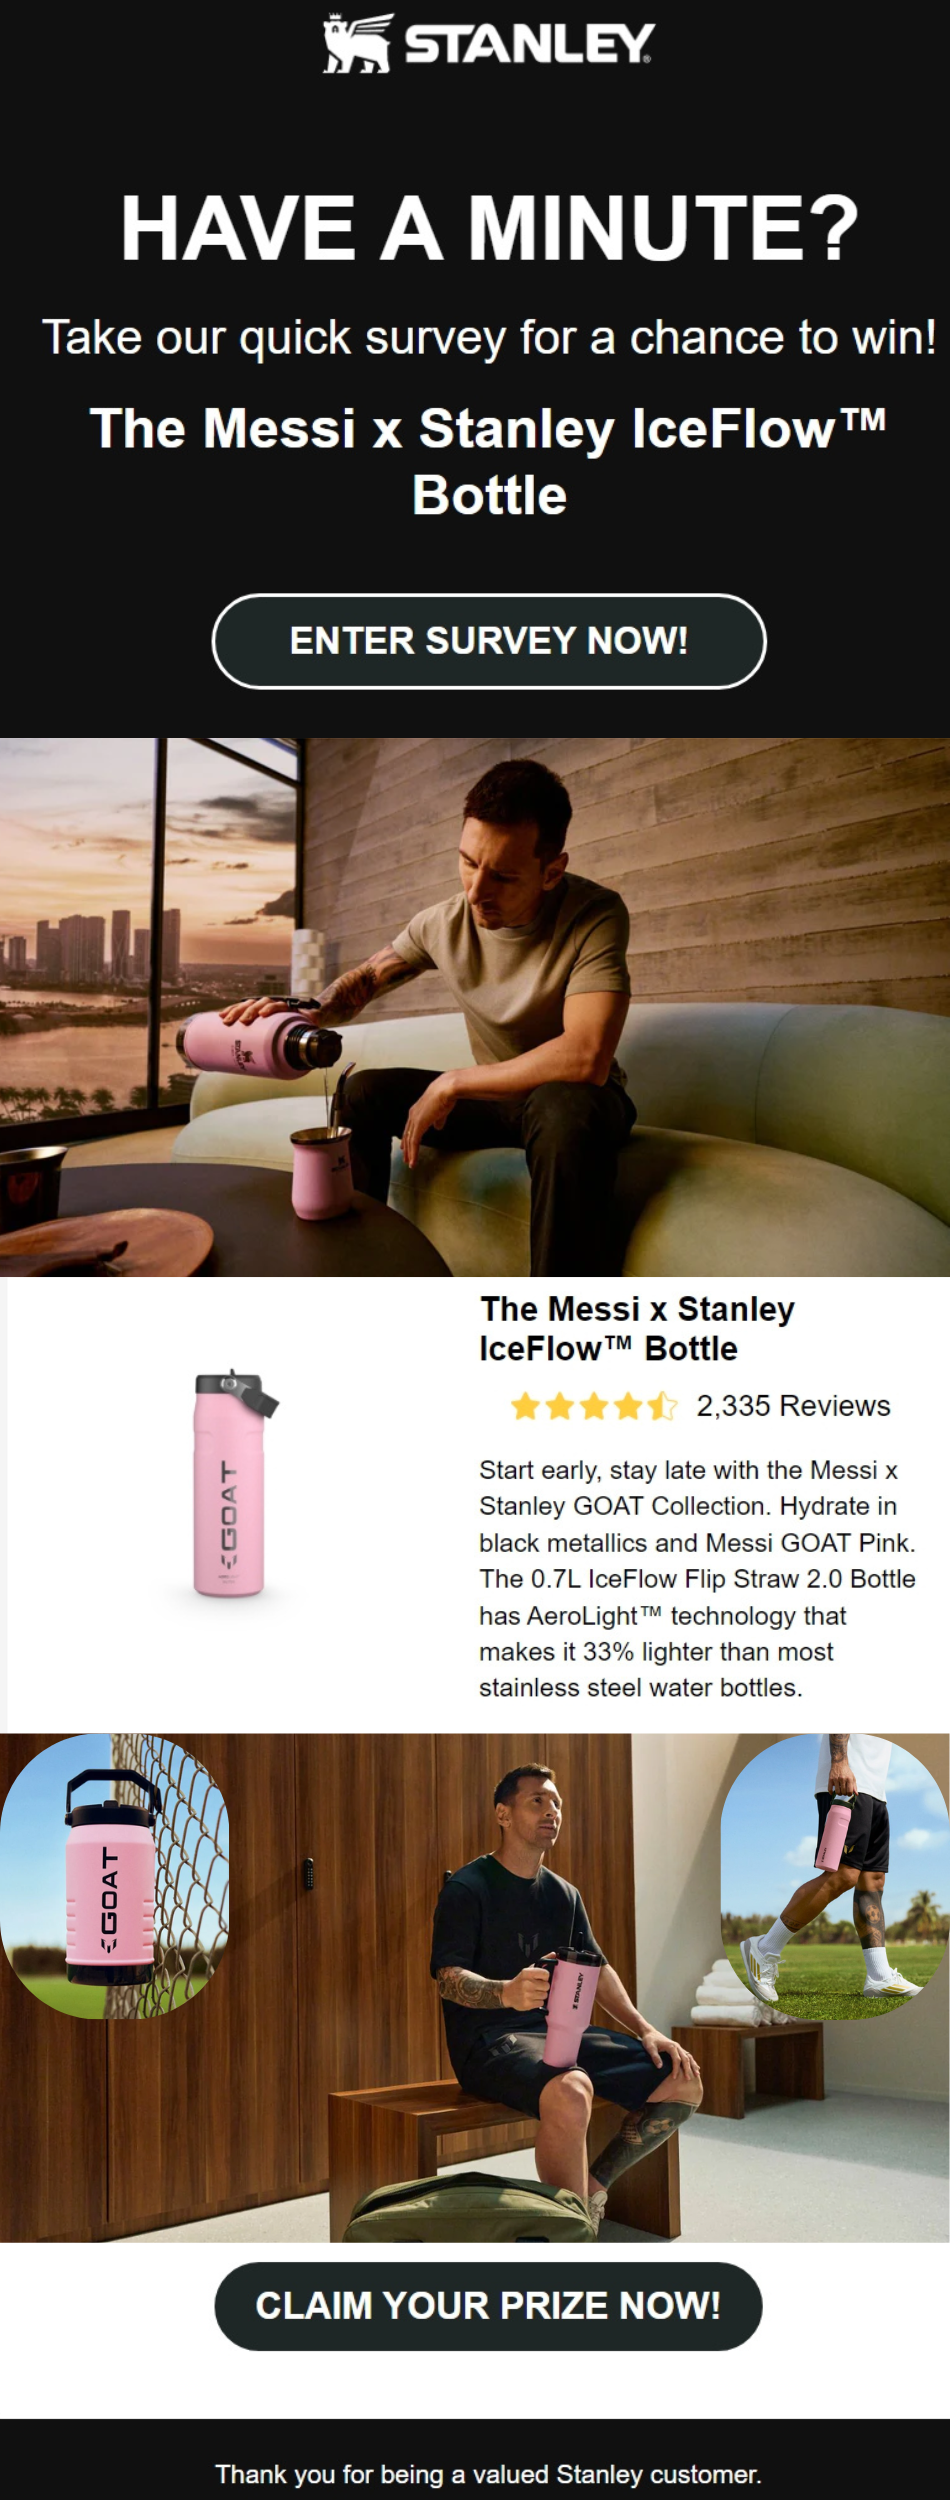 STANLEY
HAVE A MINUTE?
Take our quick survey for a chance to win!
The Messi x Stanley IceFlow™
Bottle
ENTER SURVEY NOW!
STANLEY
The Messi x Stanley
IceFlow™ Bottle
2,335 Reviews
Start early, stay late with the Messi x
Stanley GOAT Collection. Hydrate in
black metallics and Messi GOAT Pink.
The 0.7L IceFlow Flip Straw 2.0 Bottle
has AeroLight™ technology that
makes it 33% lighter than most
stainless steel water bottles.
GOAT
GOAT
STANLEY
CLAIM YOUR PRIZE NOW!
Thank you for being a valued Stanley customer.